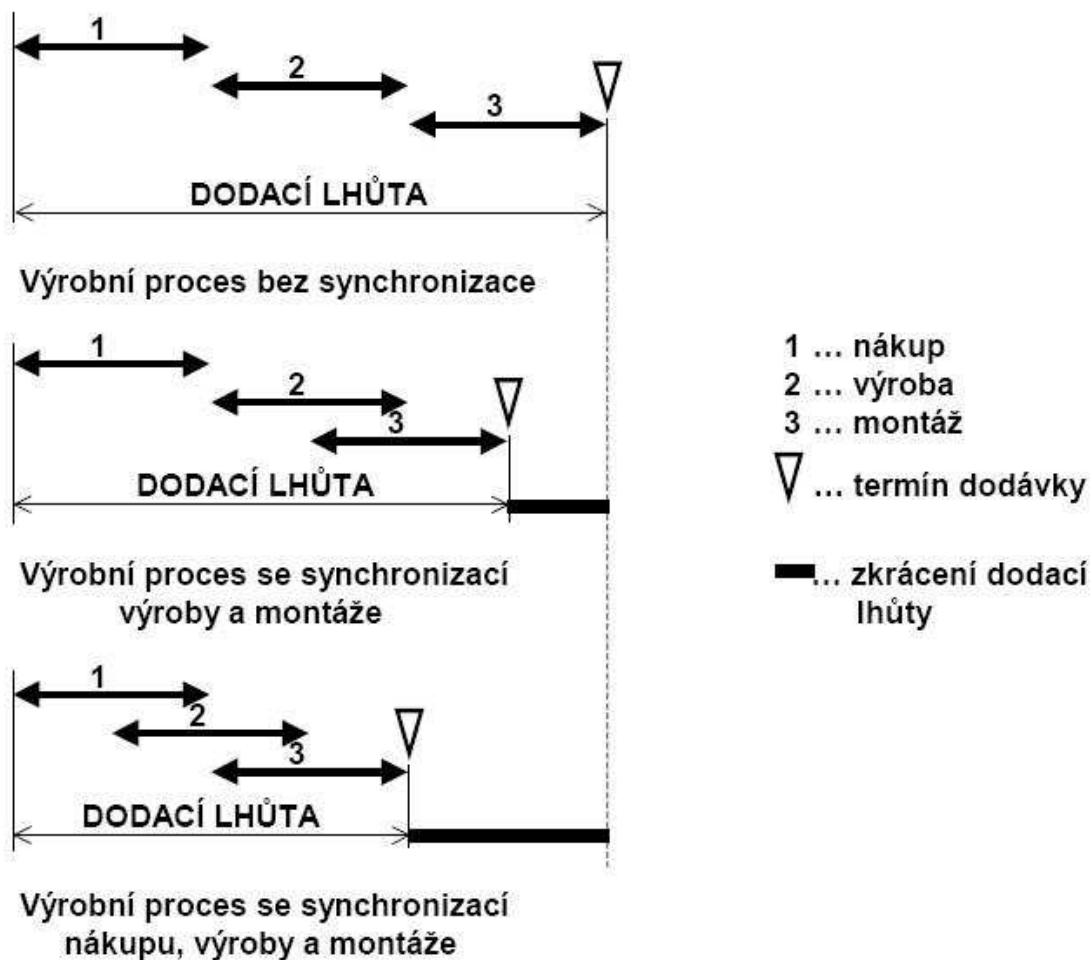 1
2
3
DODACÍ LHŮTA
Výrobní proces bez synchronizace
1
2
3
DODACÍ LHŮTA
Výrobní proces se synchronizací
výroby a montáže
1
2
3
DODACÍ LHŮTA
Výrobní proces se synchronizací
nákupu, výroby a montáže
1 ... nákup
2 ... výroba
3 ... montáž
... termín dodávky
... zkrácení dodací
lhůty